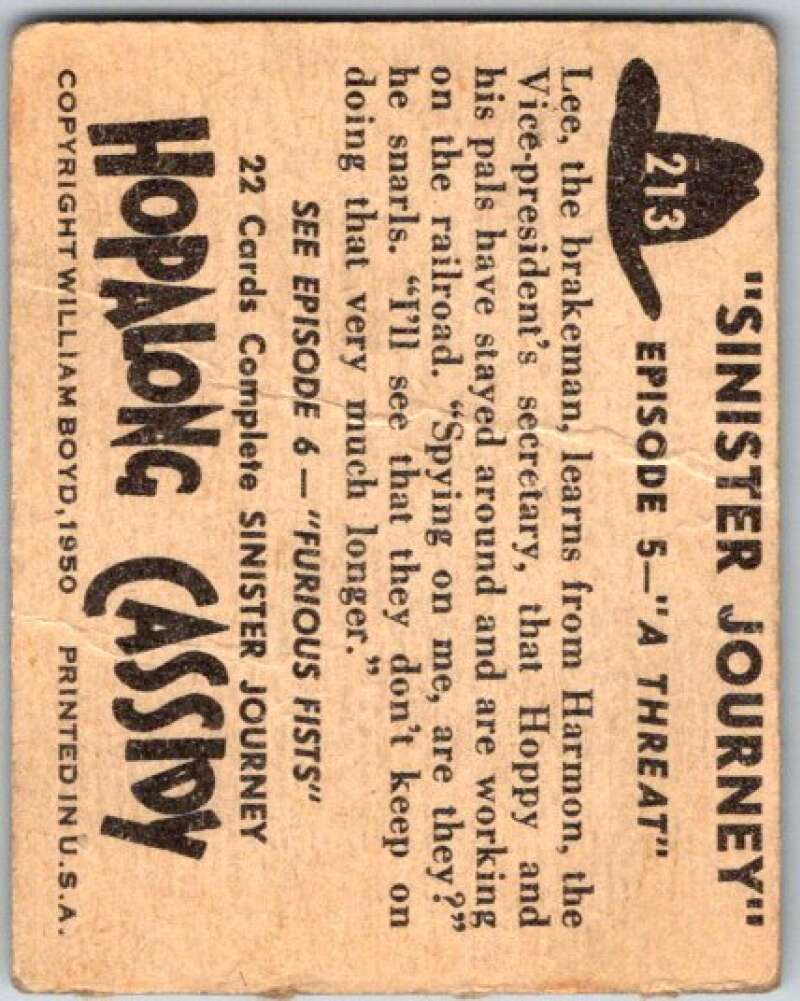 "SINISTER JOURNEY"
213
EPISODE 5—"A THREAT"
Lee, the brakeman, learns from Harmon, the
Vice-president's secretary, that Hoppy and
his pals have stayed around and are working
on the railroad. "Spying on me, are they?"
he snarls. "I'll see that they don't keep on
doing that very much longer."
SEE EPISODE 6—"FURIOUS FISTS"
22 Cards Complete SINISTER JOURNEY
HOPALONG CASSIDY
COPYRIGHT WILLIAM BOYD, 1950 PRINTED IN U.S.A.